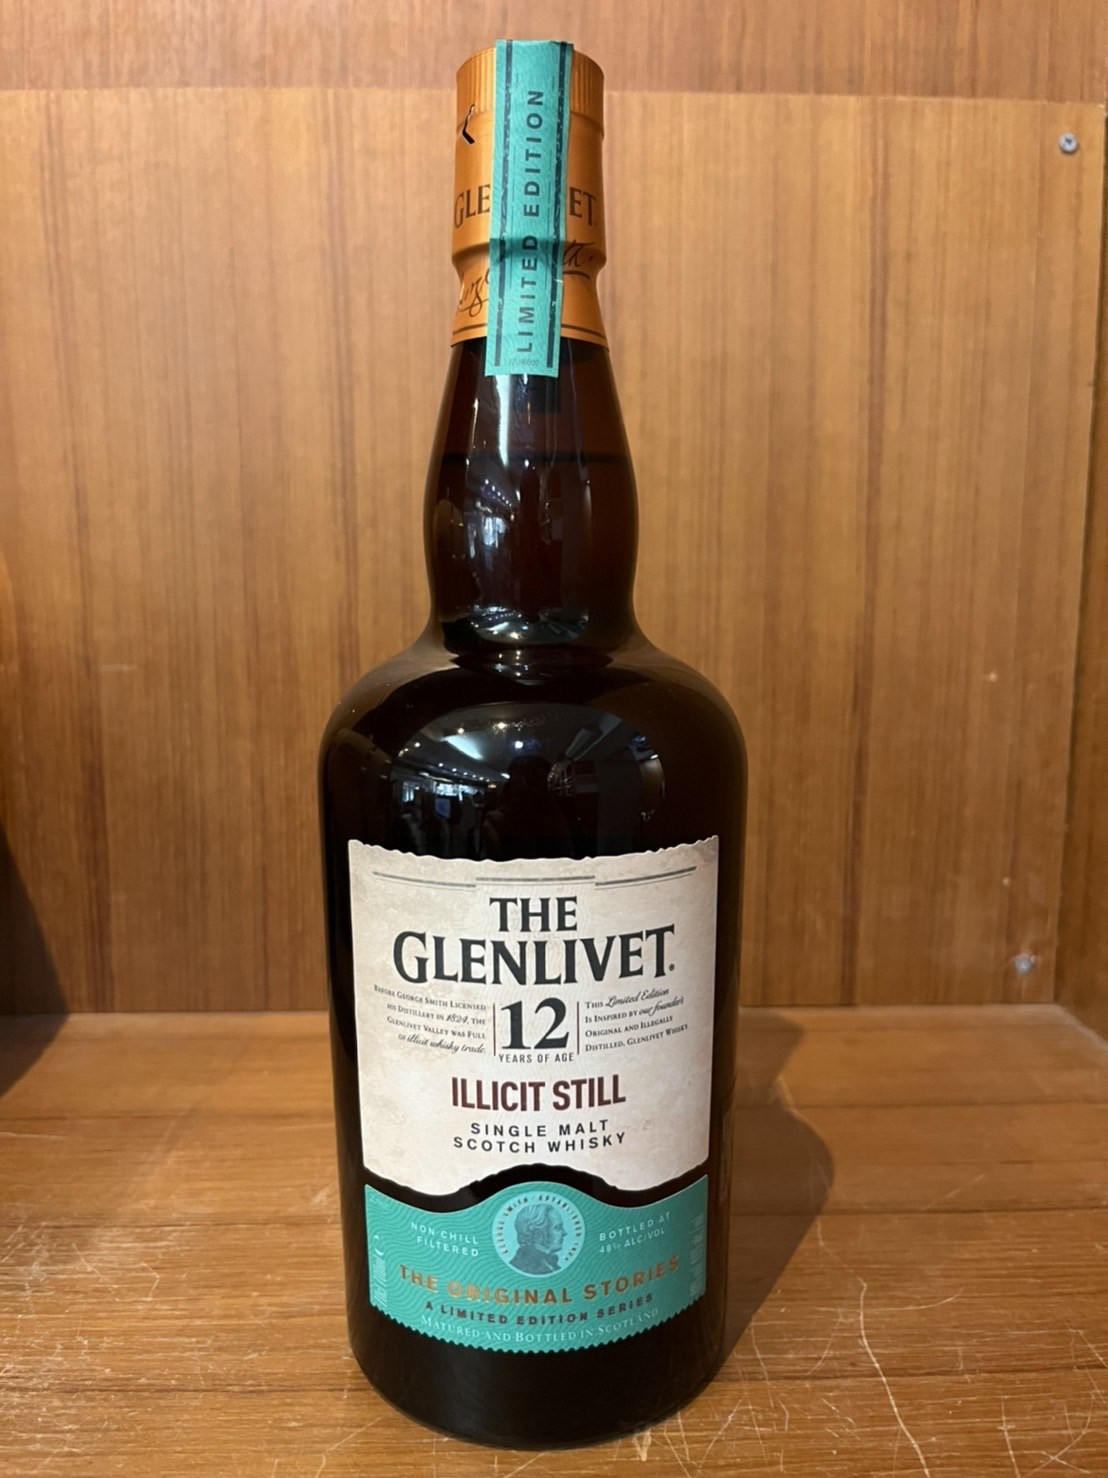 LIMITED EDITION
GLE ET
THE
GLENLIVET.
BEFORE GEORGE SMITH LICENSED
HIS DISTILLERY IN 1824, THE
GLENLIVET VALLEY WAS FULL
OF illicit whisky trade.
12
YEARS OF AGE
THIS Limited Edition
IS INSPIRED BY our founder's
ORIGINAL AND ILLEGALLY
DISTILLED, GLENLIVET WHISKY.
ILLICIT STILL
SINGLE MALT
SCOTCH WHISKY
NON CHILL
FILTERED
BOTTLED AT
48% ALC/VOL
THE ORIGINAL STORIES
A LIMITED EDITION SERIES
MATURED AND BOTTLED IN SCOTLAND